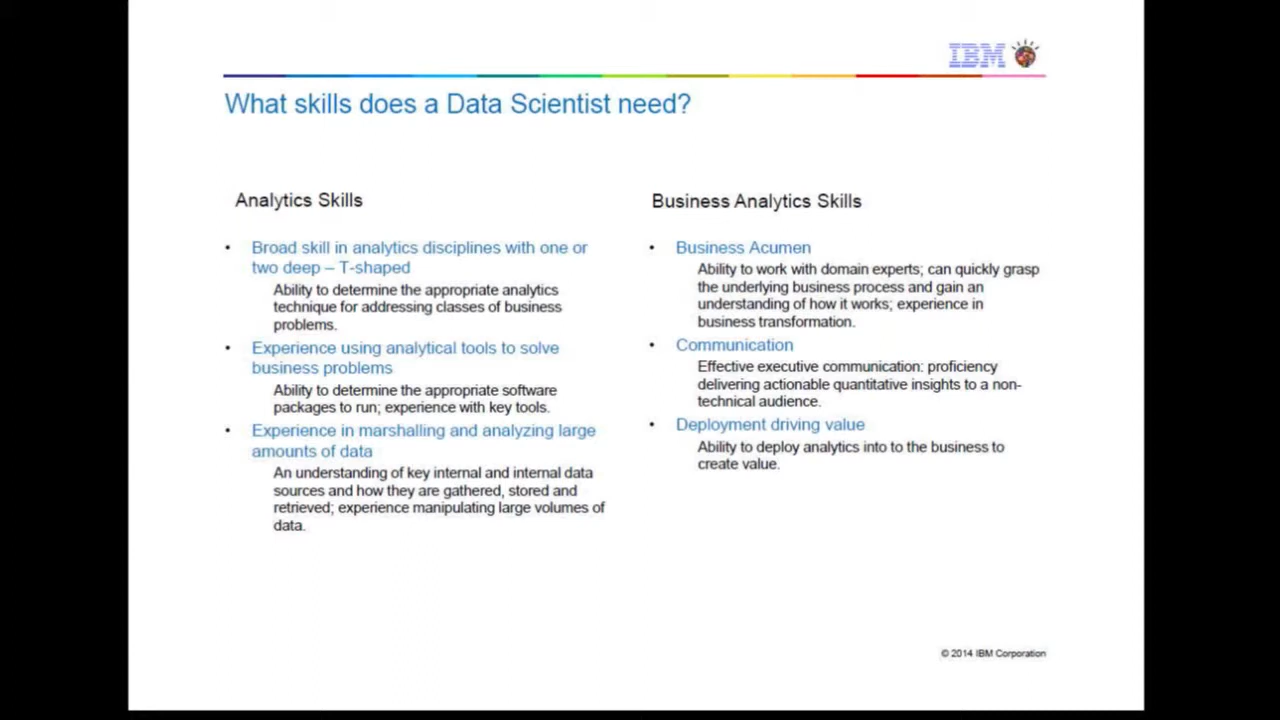 IBM
What skills does a Data Scientist need?
Analytics Skills
• Broad skill in analytics disciplines with one or
two deep – T-shaped
Ability to determine the appropriate analytics
technique for addressing classes of business
problems.
• Experience using analytical tools to solve
business problems
Ability to determine the appropriate software
packages to run; experience with key tools.
• Experience in marshalling and analyzing large
amounts of data
An understanding of key internal and internal data
sources and how they are gathered, stored and
retrieved; experience manipulating large volumes of
data.
Business Analytics Skills
• Business Acumen
Ability to work with domain experts; can quickly grasp
the underlying business process and gain an
understanding of how it works; experience in
business transformation.
• Communication
Effective executive communication: proficiency
delivering actionable quantitative insights to a non-
technical audience.
• Deployment driving value
Ability to deploy analytics into to the business to
create value.
© 2014 IBM Corporation